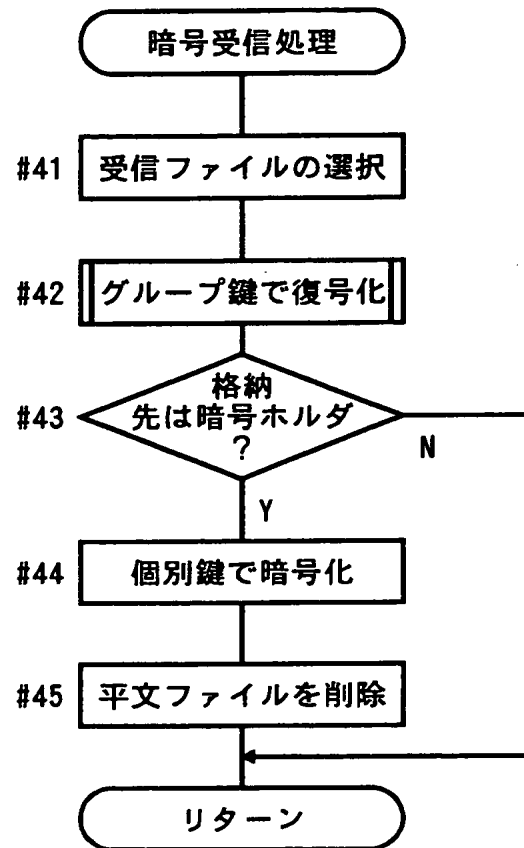 暗号受信処理
#41 受信ファイルの選択
#42 グループ鍵で復号化
格納
#43 先は暗号ホルダ
?
N
Y
#44 個別鍵で暗号化
#45 平文ファイルを削除
リターン